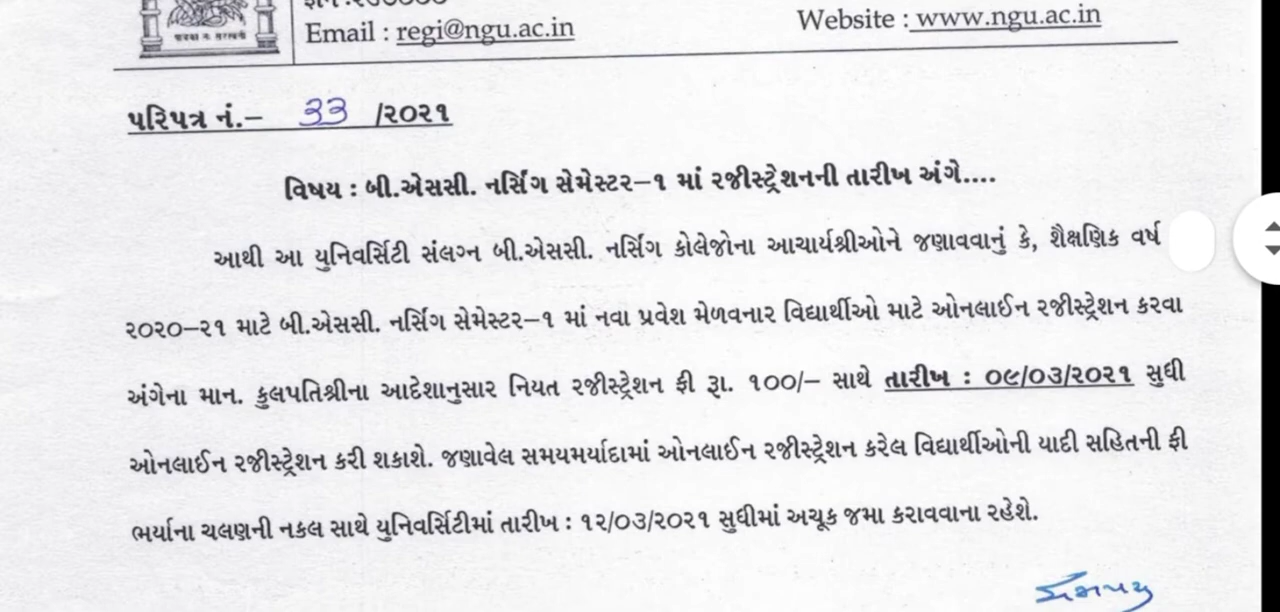 Email : regi@ngu.ac.in
Website : www.ngu.ac.in
પરિપત્ર નં.– 33 /૨૦૨૧
વિષય : બી.એસસી. નર્સિંગ સેમેસ્ટર–૧ માં રજીસ્ટ્રેશનની તારીખ અંગે....
આથી આ યુનિવર્સિટી સંલગ્ન બી.એસસી. નર્સિંગ કોલેજોના આચાર્યશ્રીઓને જણાવવાનું કે, શૈક્ષણિક વર્ષ
૨૦૨૦–૨૧ માટે બી.એસસી. નર્સિંગ સેમેસ્ટર–૧ માં નવા પ્રવેશ મેળવનાર વિદ્યાર્થીઓ માટે ઓનલાઈન રજીસ્ટ્રેશન કરવા
અંગેના માન. કુલપતિશ્રીના આદેશાનુસાર નિયત રજીસ્ટ્રેશન ફી રૂા. ૧૦૦/– સાથે તારીખ : ૦૯/૦૩/૨૦૨૧ સુધી
ઓનલાઈન રજીસ્ટ્રેશન કરી શકાશે. જણાવેલ સમયમર્યાદામાં ઓનલાઈન રજીસ્ટ્રેશન કરેલ વિદ્યાર્થીઓની યાદી સહિતની ફી
ભર્યાના ચલણની નકલ સાથે યુનિવર્સિટીમાં તારીખ : ૧૨/૦૩/૨૦૨૧ સુધીમાં અચૂક જમા કરાવવાના રહેશે.